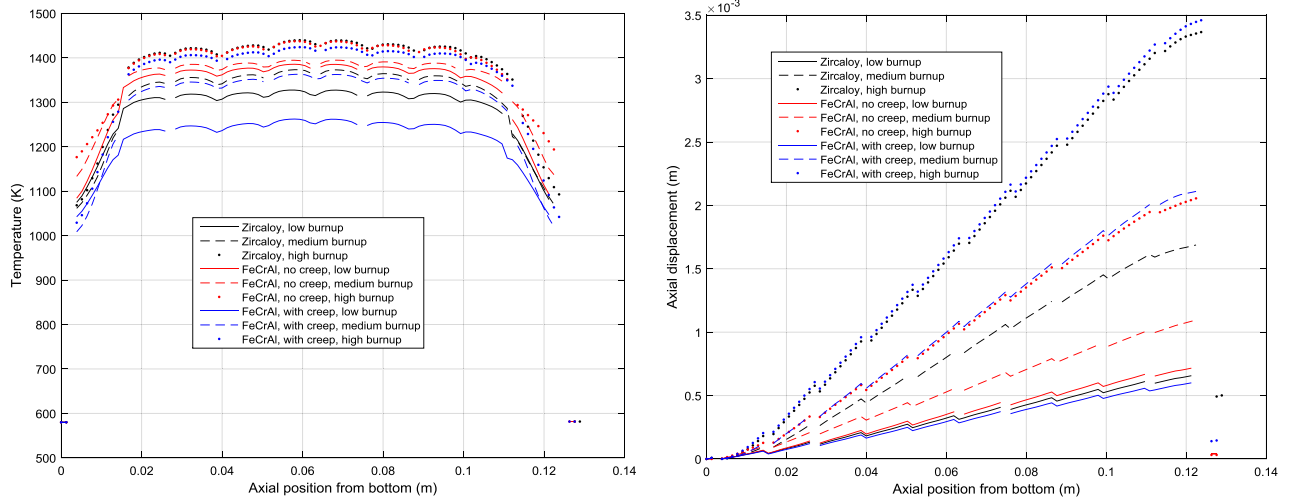 1500
1400
1300
1200
1100
1000
900
800
700
600
500
Temperature (K)
Zircaloy, low burnup
Zircaloy, medium burnup
Zircaloy, high burnup
FeCrAl, no creep, low burnup
FeCrAl, no creep, medium burnup
FeCrAl, no creep, high burnup
FeCrAl, with creep, low burnup
FeCrAl, with creep, medium burnup
FeCrAl, with creep, high burnup
0 0.02 0.04 0.06 0.08 0.1 0.12 0.14
Axial position from bottom (m)
×10⁻³
3.5
3
2.5
2
1.5
1
0.5
0
Axial displacement (m)
Zircaloy, low burnup
Zircaloy, medium burnup
Zircaloy, high burnup
FeCrAl, no creep, low burnup
FeCrAl, no creep, medium burnup
FeCrAl, no creep, high burnup
FeCrAl, with creep, low burnup
FeCrAl, with creep, medium burnup
FeCrAl, with creep, high burnup
0 0.02 0.04 0.06 0.08 0.1 0.12 0.14
Axial position from bottom (m)